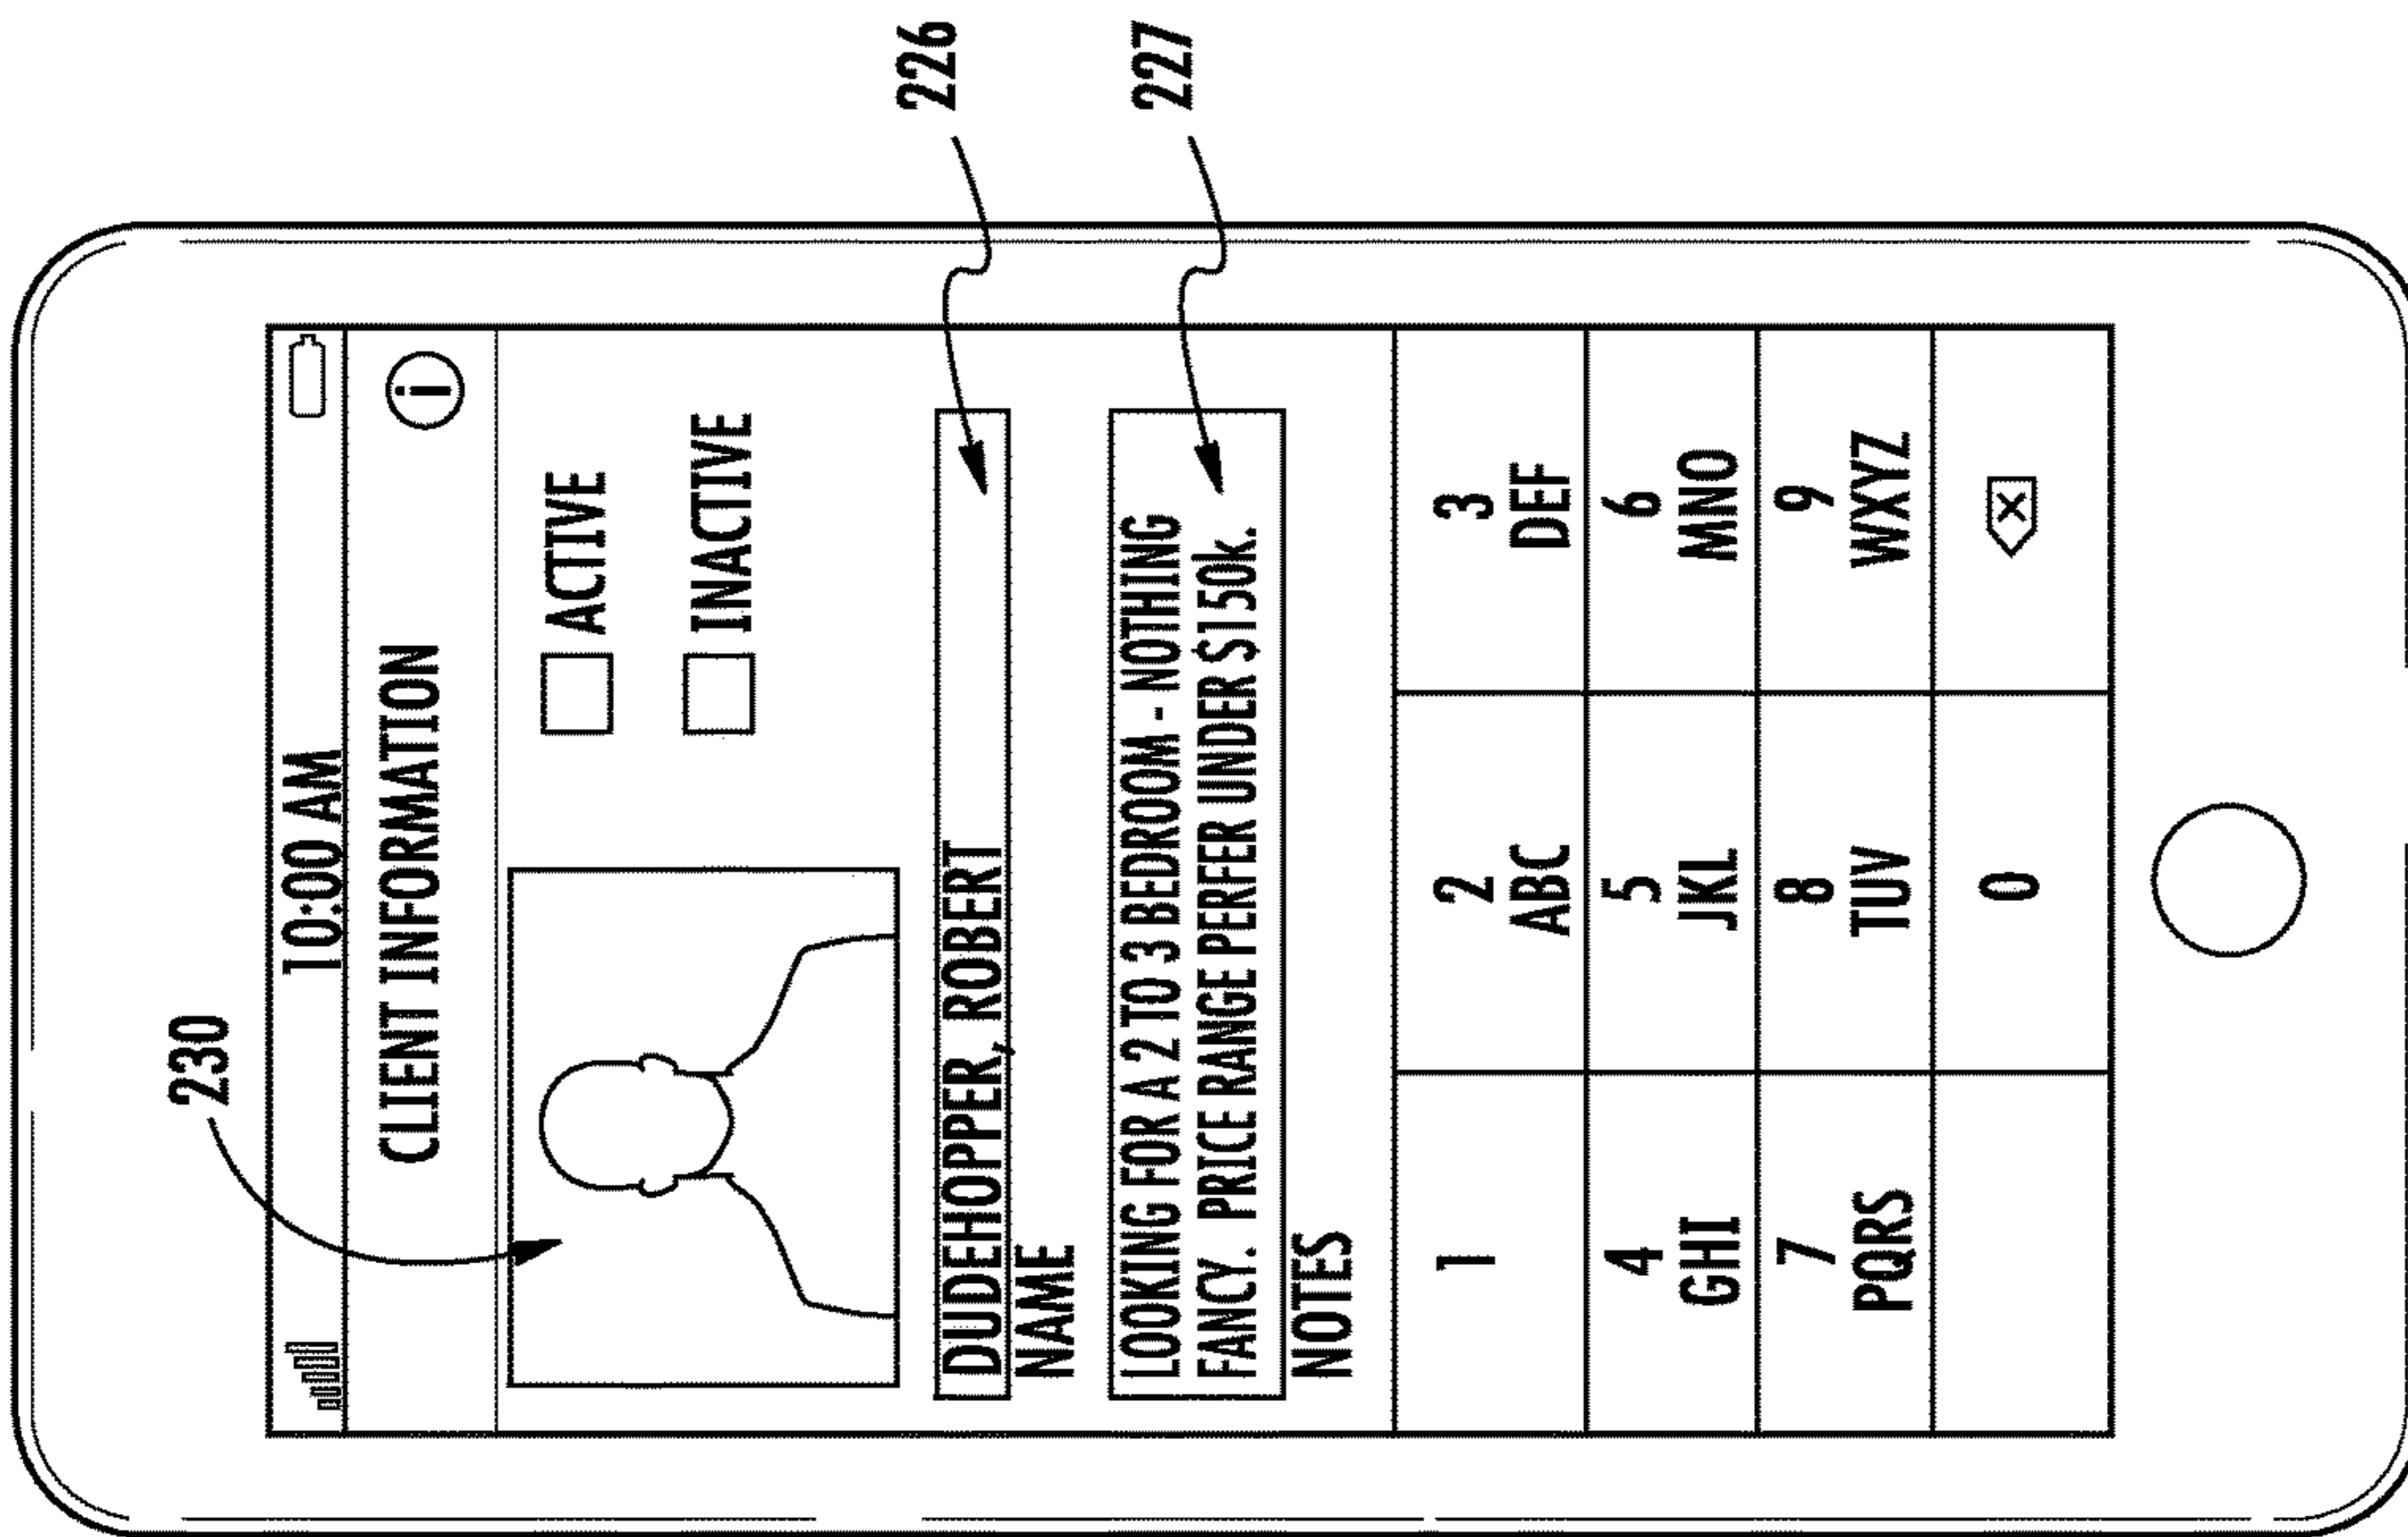 230
10:00 AM
CLIENT INFORMATION
i
ACTIVE
INACTIVE
DUDEHOPPER, ROBERT
226
NAME
LOOKING FOR A 2 TO 3 BEDROOM - NOTHING
FANCY. PRICE RANGE PERFER UNDER $150k.
227
NOTES
1
2
ABC
3
DEF
4
GHI
5
JKL
6
MNO
7
PQRS
8
TUV
9
WXYZ
0